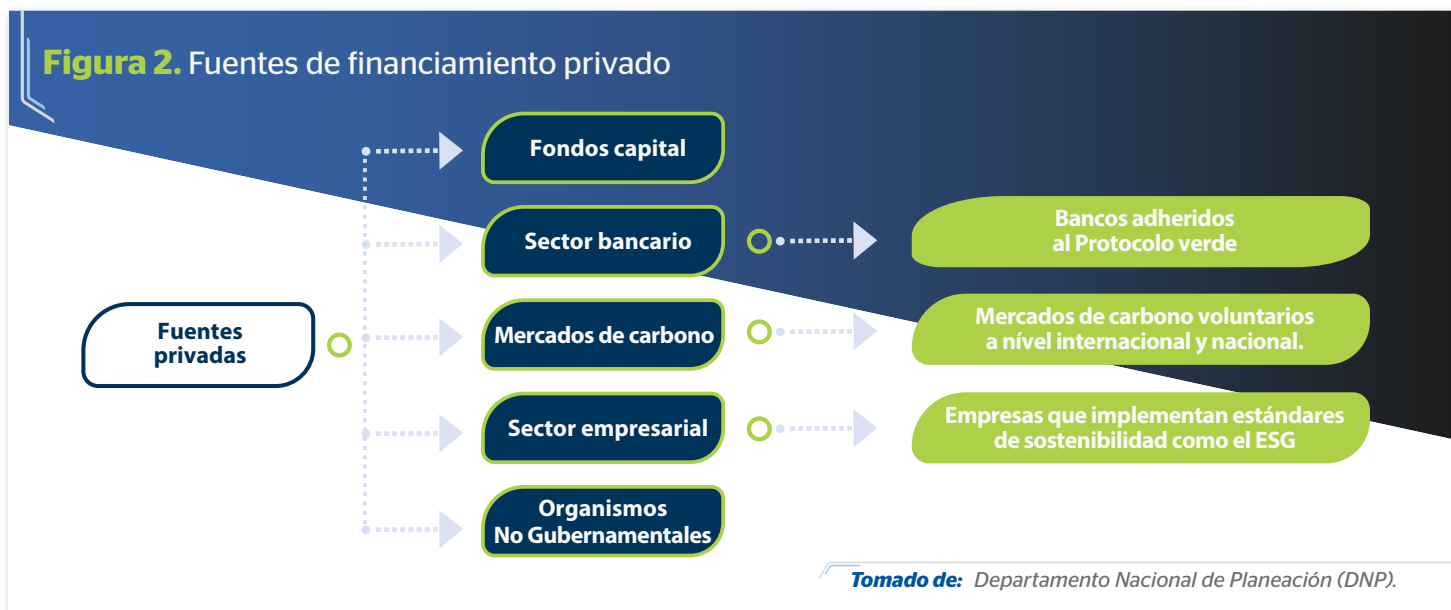 Figura 2. Fuentes de financiamiento privado
Fuentes
privadas
Fondos capital
Sector bancario
Bancos adheridos
al Protocolo verde
Mercados de carbono
Mercados de carbono voluntarios
a nível internacional y nacional.
Sector empresarial
Empresas que implementan estándares
de sostenibilidad como el ESG
Organismos
No Gubernamentales
Tomado de: Departamento Nacional de Planeación (DNP).